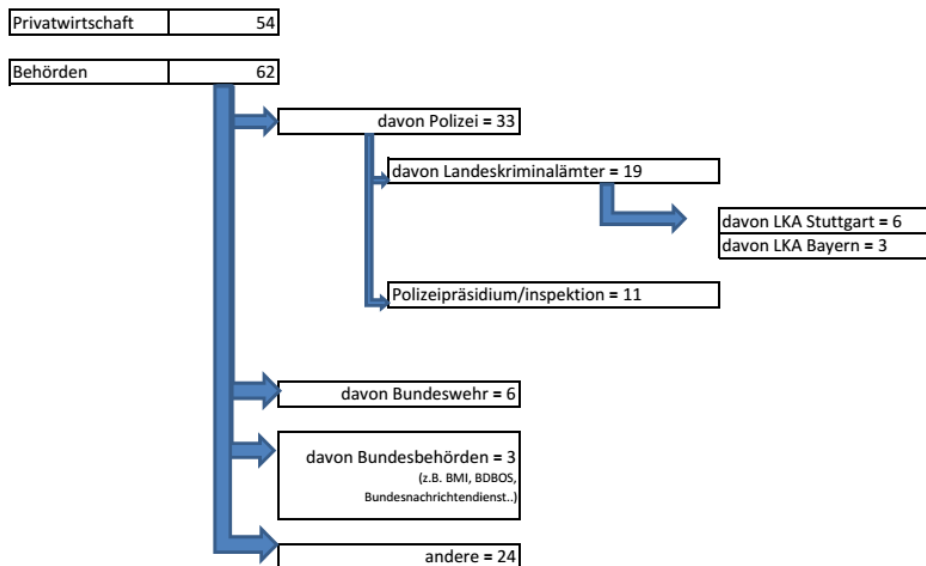 Privatwirtschaft 54
Behörden 62
davon Polizei = 33
davon Landeskriminalämter = 19
davon LKA Stuttgart = 6
davon LKA Bayern = 3
Polizeipräsidium/inspektion = 11
davon Bundeswehr = 6
davon Bundesbehörden = 3
(z.B. BMI, BDBOS,
Bundesnachrichtendienst..)
andere = 24